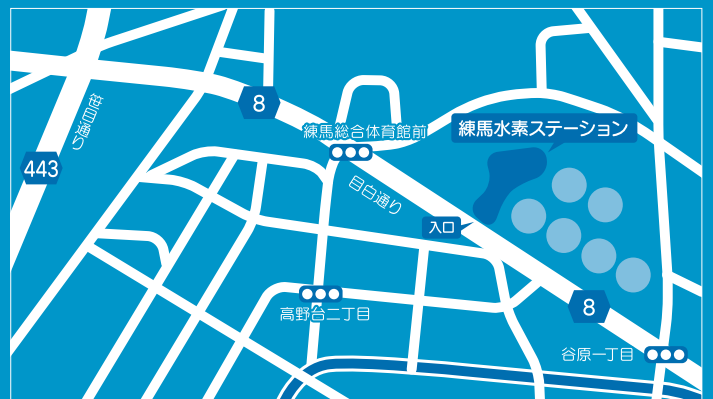 笹目通り
8
練馬総合体育館前
練馬水素ステーション
443
目白通り
入口
高野台二丁目
8
谷原一丁目